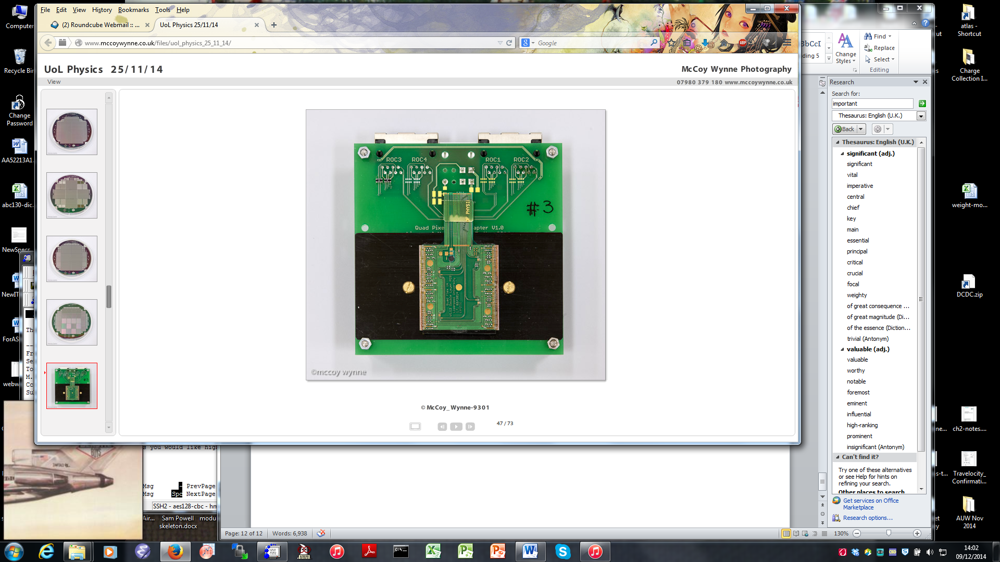 File Edit View History Bookmarks Tools Help
(2) Roundcube Webmail :: ...
UoL Physics 25/11/14
www.mccoywynne.co.uk/files/uol_physics_25_11_14/
Google
UoL Physics 25/11/14
McCoy Wynne Photography
View
07980 379 180 www.mccoywynne.co.uk
ROC3 ROC4 ROC1 ROC2
#3
Quad Pixe
apter V1.0
©mccoy wynne
© McCoy_Wynne-9301
47 / 73
Computer
Recycle Bin
Change
Password
AA52213A1...
abc130-dic...
NewSpecs
NewIT
ForAS
webw
Th
Fr
Se
To
M.
Cc
Su
s you would like hig
Msg - PrevPage
Msg Spc NextPage
SSH2 - aes128-cbc - hm
Air... Sam Powell modu
skeleton.docx
Page: 12 of 12 Words: 6,938
130%
bCcI
ding 5
Change
Styles
Find
Replace
Select
Editing
Research
Search for:
important
Thesaurus: English (U.K.)
Back
Thesaurus: English (U.K.)
significant (adj.)
significant
vital
imperative
central
chief
key
main
essential
principal
critical
crucial
focal
weighty
of great consequence ...
of great magnitude (Di...
of the essence (Diction...
trivial (Antonym)
valuable (adj.)
valuable
worthy
notable
foremost
eminent
influential
high-ranking
prominent
insignificant (Antonym)
Can't find it?
Try one of these alternatives
or see Help for hints on
refining your search.
Other places to search
Get services on Office
Marketplace
Research options...
atlas -
Shortcut
Charge
Collection I...
weight-mo...
DCDC.zip
ch2-notes....
Travelocity_
Confirmati...
AUW Nov
2014
14:02
09/12/2014